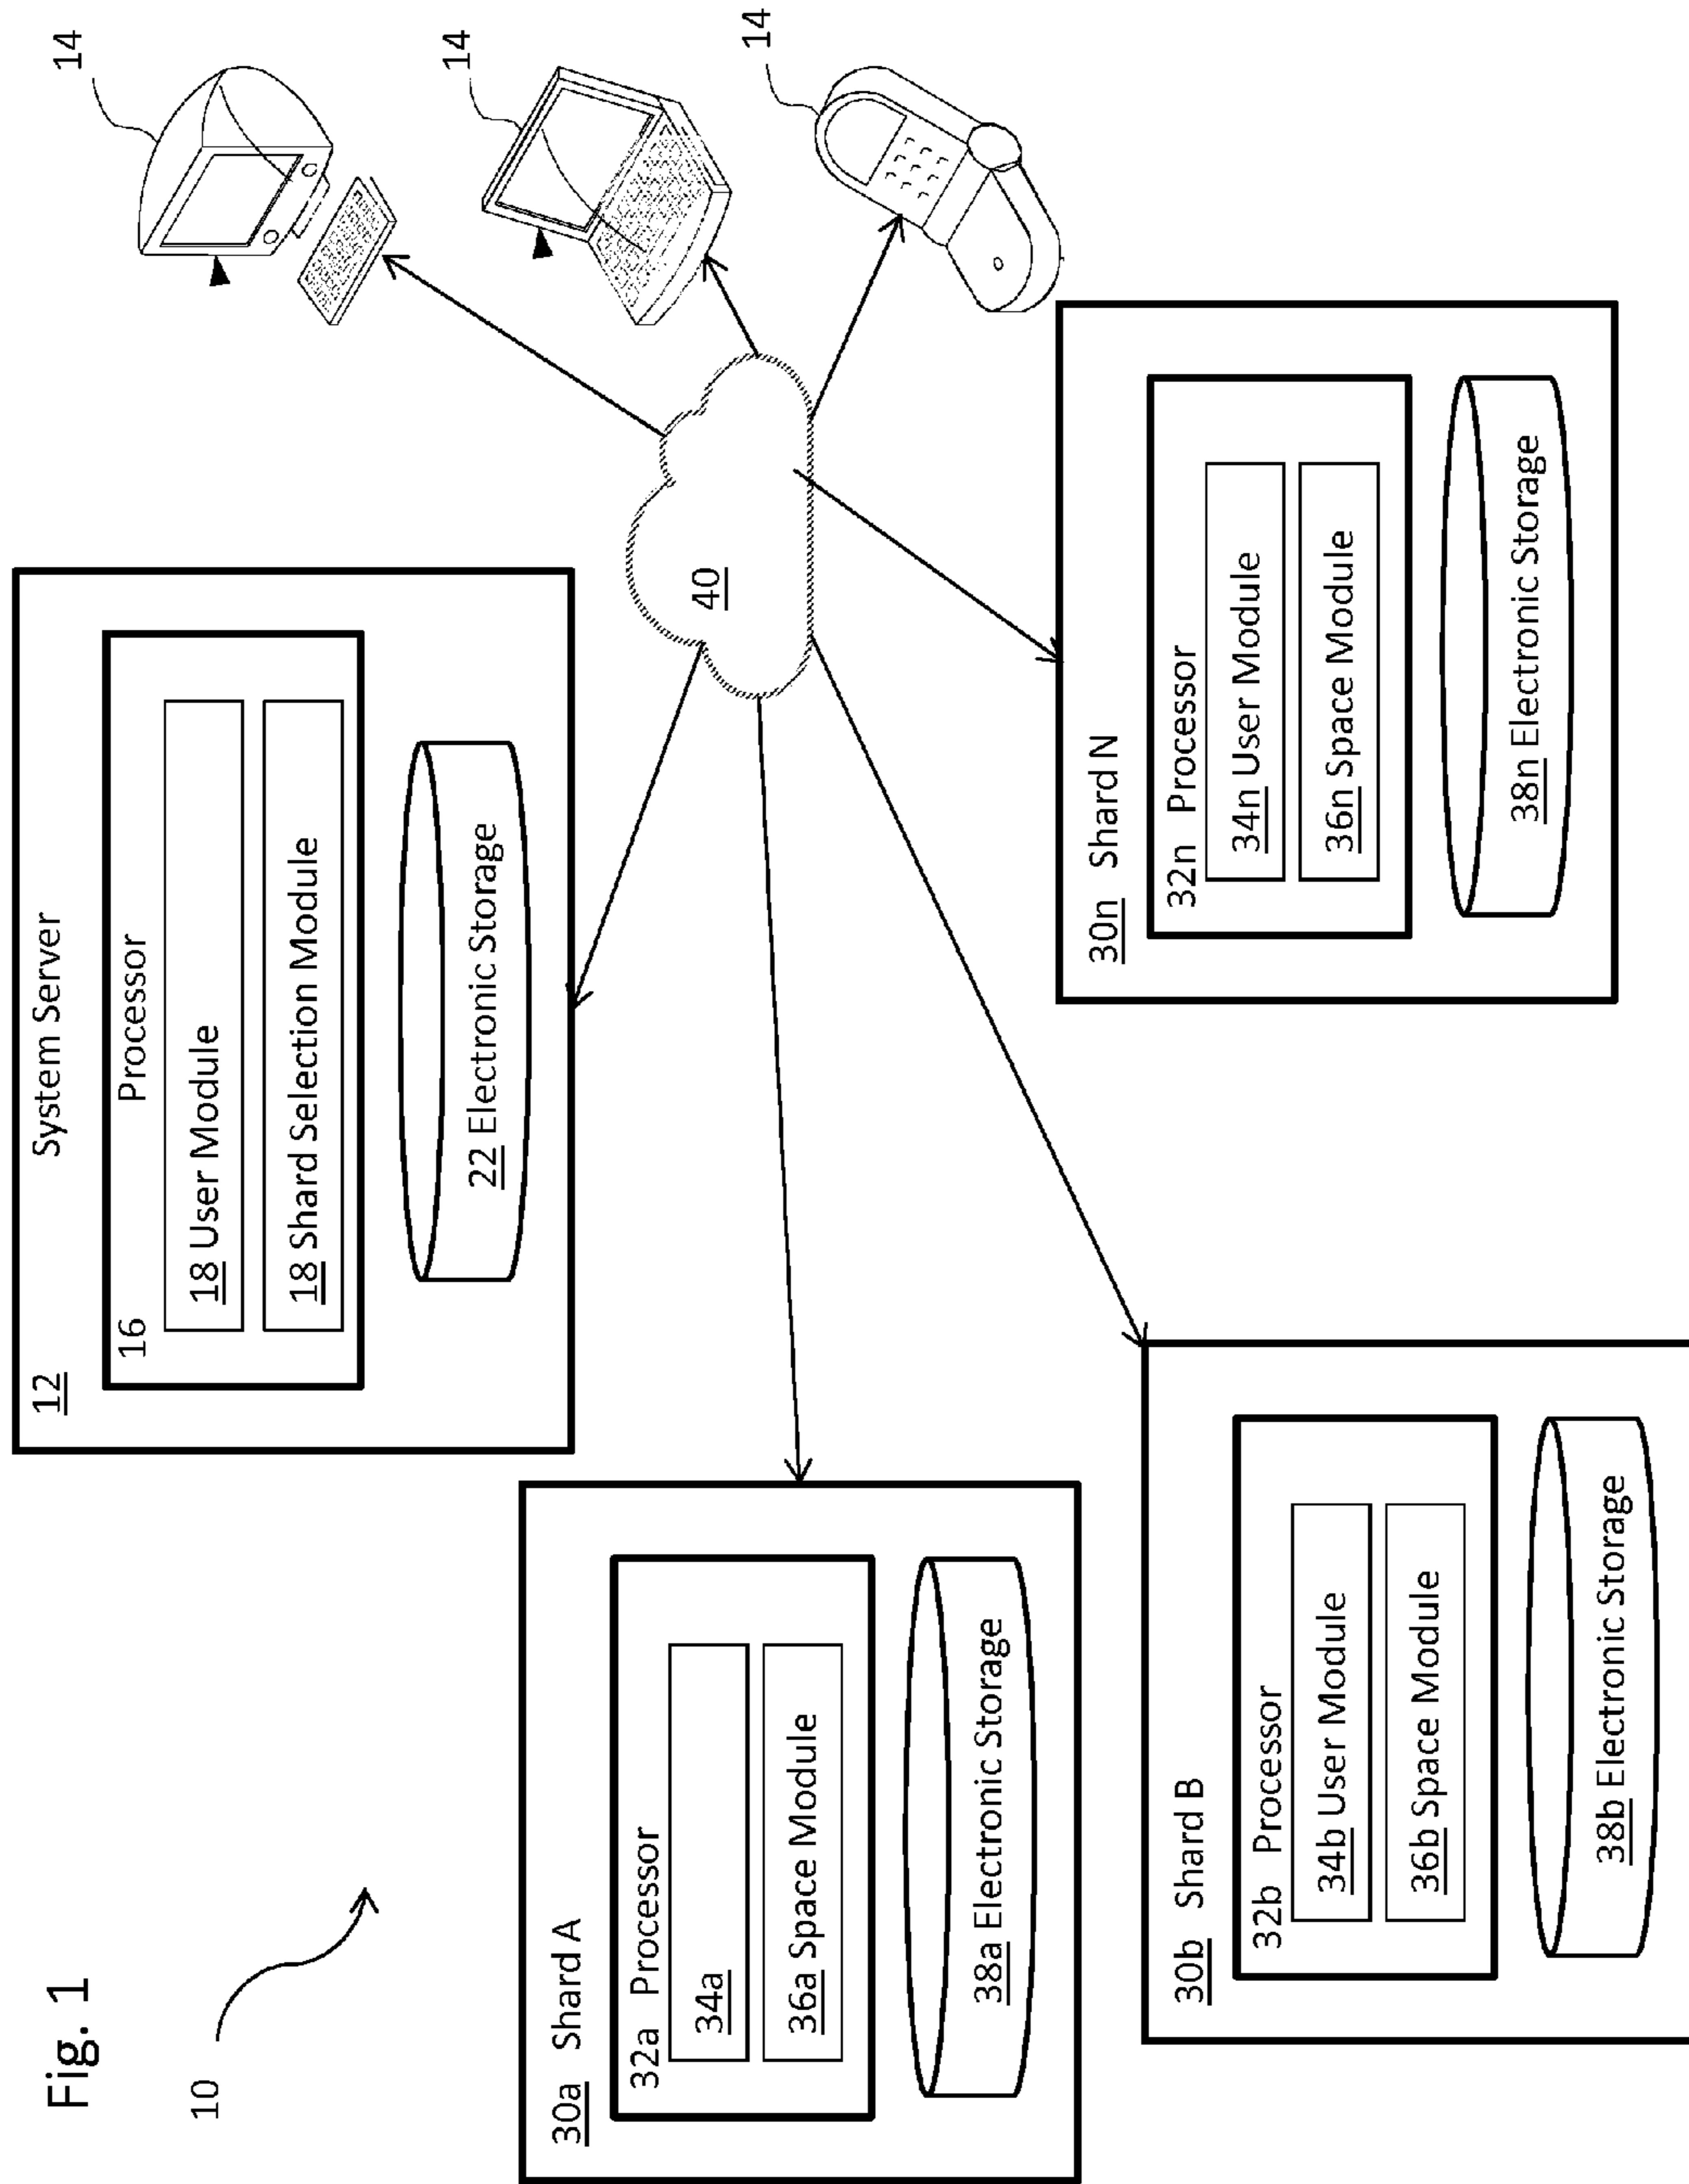 Fig. 1
10
System Server
12
Processor
16
18 User Module
18 Shard Selection Module
22 Electronic Storage
14
14
14
40
30a Shard A
32a Processor
34a
36a Space Module
38a Electronic Storage
30b Shard B
32b Processor
34b User Module
36b Space Module
38b Electronic Storage
30n Shard N
32n Processor
34n User Module
36n Space Module
38n Electronic Storage